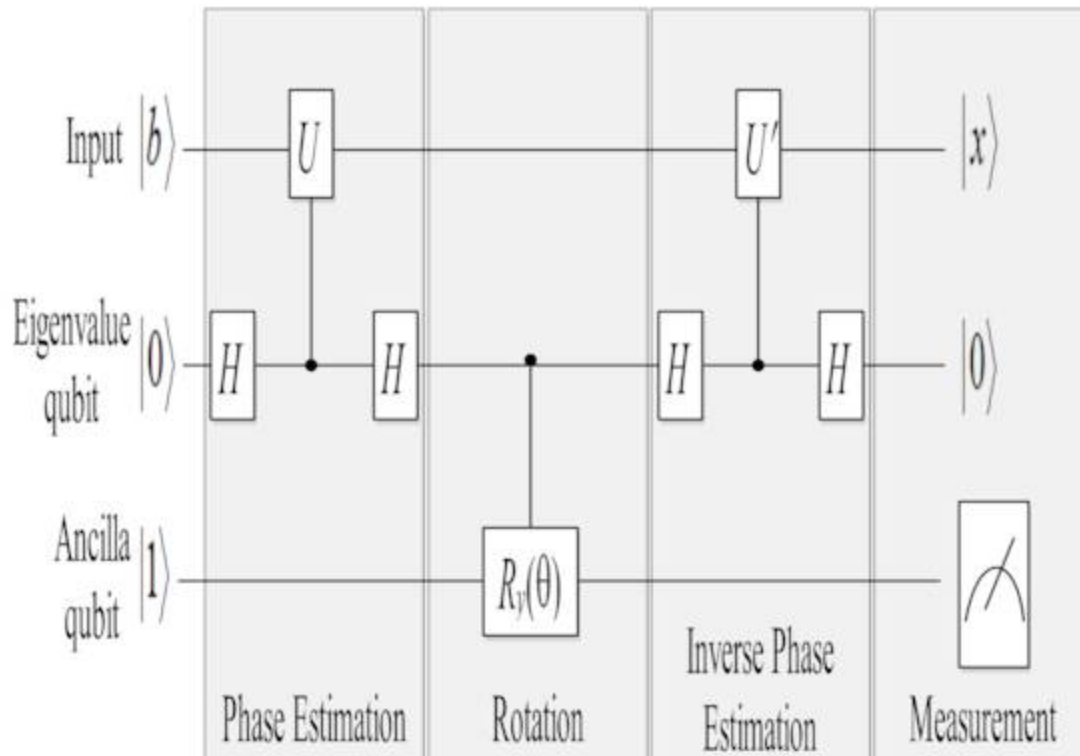 Input |b⟩ U U′ |x⟩
Eigenvalue
qubit |0⟩ H H H H |0⟩
Ancilla
qubit |1⟩ R_y(θ)
Phase Estimation
Rotation
Inverse Phase
Estimation
Measurement